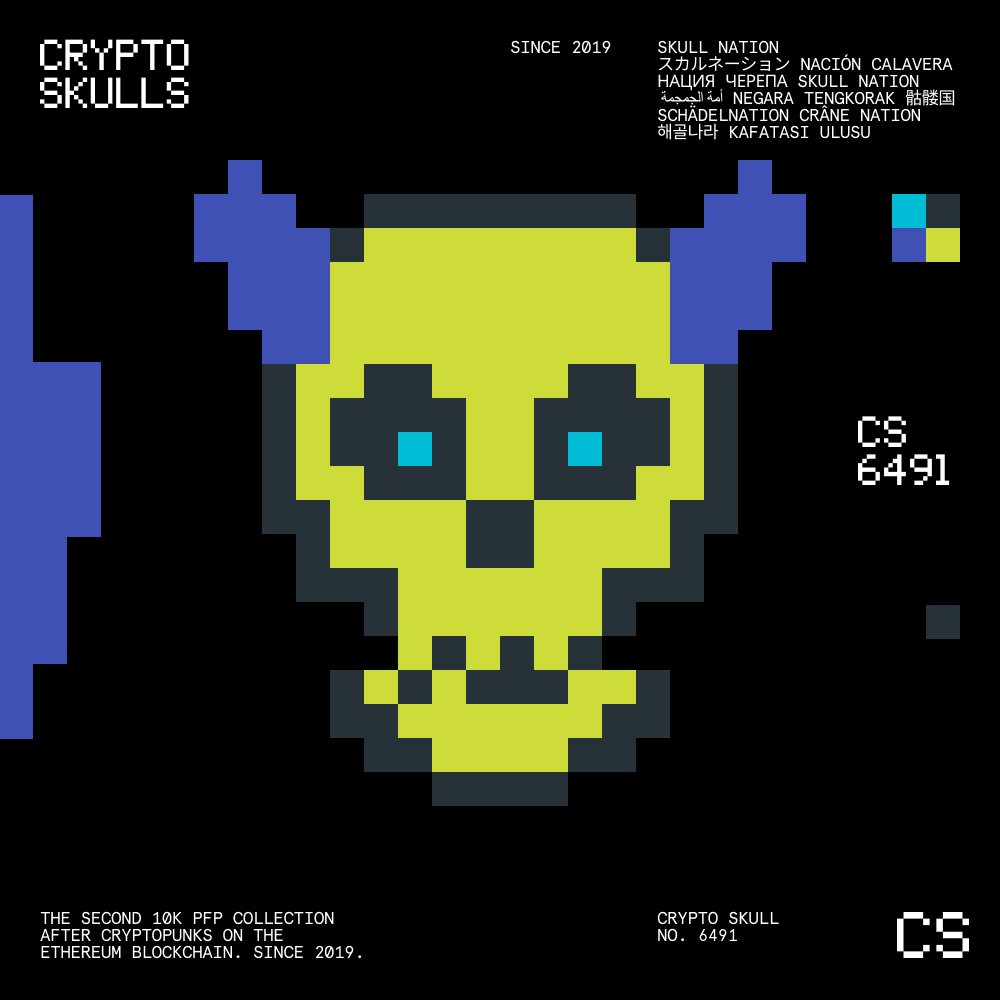 CRYPTO
SKULLS
SINCE 2019
SKULL NATION
スカルネーション NACIÓN CALAVERA
НАЦИЯ ЧЕРЕПА SKULL NATION
أمة الجمجمة NEGARA TENGKORAK 骷髅国
SCHÄDELNATION CRÂNE NATION
해골나라 KAFATASI ULUSU
CS
6491
THE SECOND 10K PFP COLLECTION
AFTER CRYPTOPUNKS ON THE
ETHEREUM BLOCKCHAIN. SINCE 2019.
CRYPTO SKULL
NO. 6491
CS